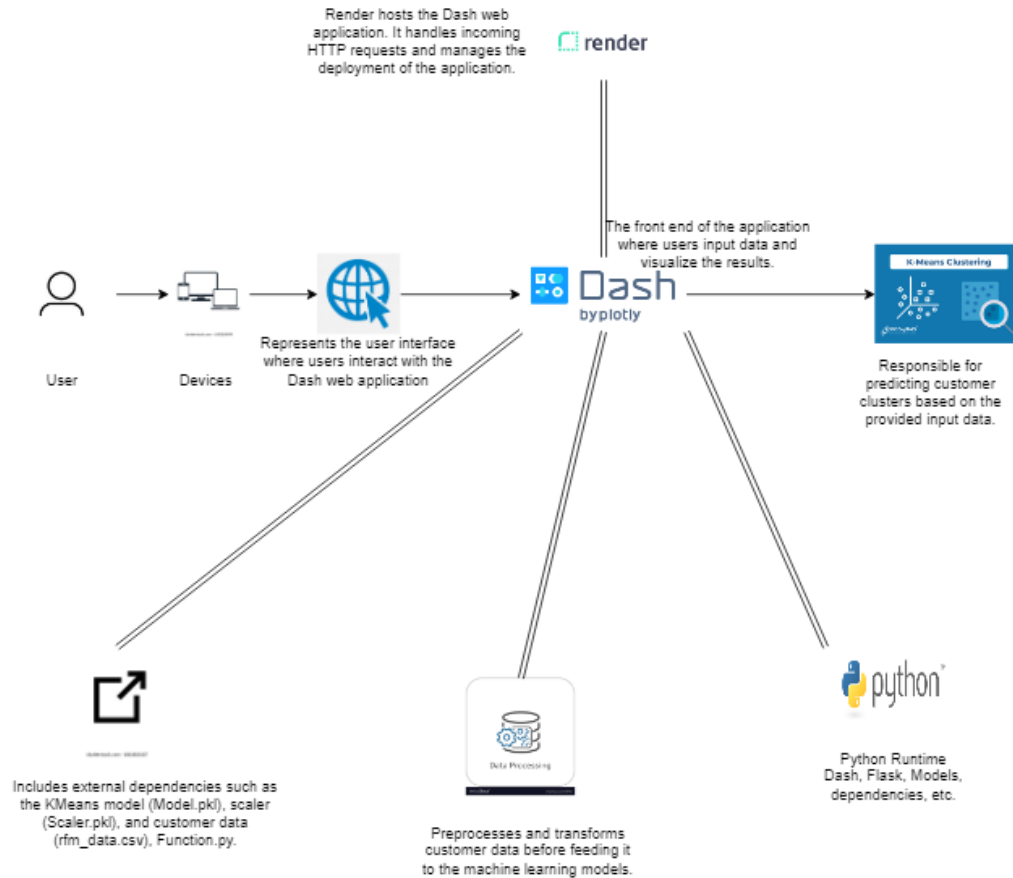 Render hosts the Dash web
application. It handles incoming
HTTP requests and manages the
deployment of the application.
render
The front end of the application
where users input data and
visualize the results.
Dash
by plotly
K-Means Clustering
Represents the user interface
where users interact with the
Dash web application
User
Devices
Responsible for
predicting customer
clusters based on the
provided input data.
python
Data Processing
Python Runtime
Dash, Flask, Models,
dependencies, etc.
Includes external dependencies such as
the KMeans model (Model.pkl), scaler
(Scaler.pkl), and customer data
(rfm_data.csv), Function.py.
Preprocesses and transforms
customer data before feeding it
to the machine learning models.